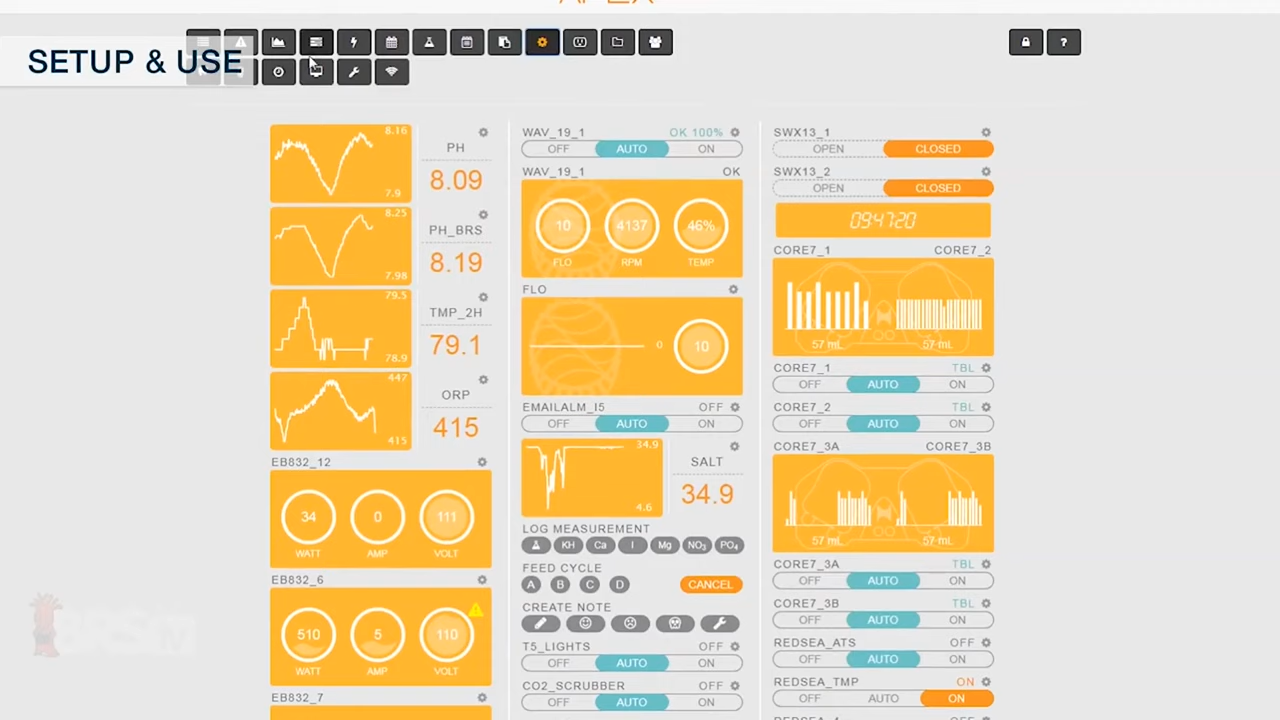 SETUP & USE
8.16
7.9
PH
8.09
8.25
7.98
PH_BRS
8.19
79.5
78.9
TMP_2H
79.1
447
415
ORP
415
EB832_12
34 0 111
WATT AMP VOLT
EB832_6
510 5 110
WATT AMP VOLT
EB832_7
WAV_19_1 OK 100%
OFF AUTO ON
WAV_19_1 OK
10 4137 46%
FLO RPM TEMP
FLO
0 10
EMAILALM_I5 OFF
OFF AUTO ON
34.9
4.6
SALT
34.9
LOG MEASUREMENT
KH Ca I Mg NO3 PO4
FEED CYCLE
A B C D CANCEL
CREATE NOTE
T5_LIGHTS OFF
OFF AUTO ON
CO2_SCRUBBER OFF
OFF AUTO ON
SWX13_1
OPEN CLOSED
SWX13_2
OPEN CLOSED
09:47:20
CORE7_1 CORE7_2
57 mL 57 mL
CORE7_1 TBL
OFF AUTO ON
CORE7_2 TBL
OFF AUTO ON
CORE7_3A CORE7_3B
57 mL 57 mL
CORE7_3A TBL
OFF AUTO ON
CORE7_3B TBL
OFF AUTO ON
REDSEA_ATS OFF
OFF AUTO ON
REDSEA_TMP ON
OFF AUTO ON